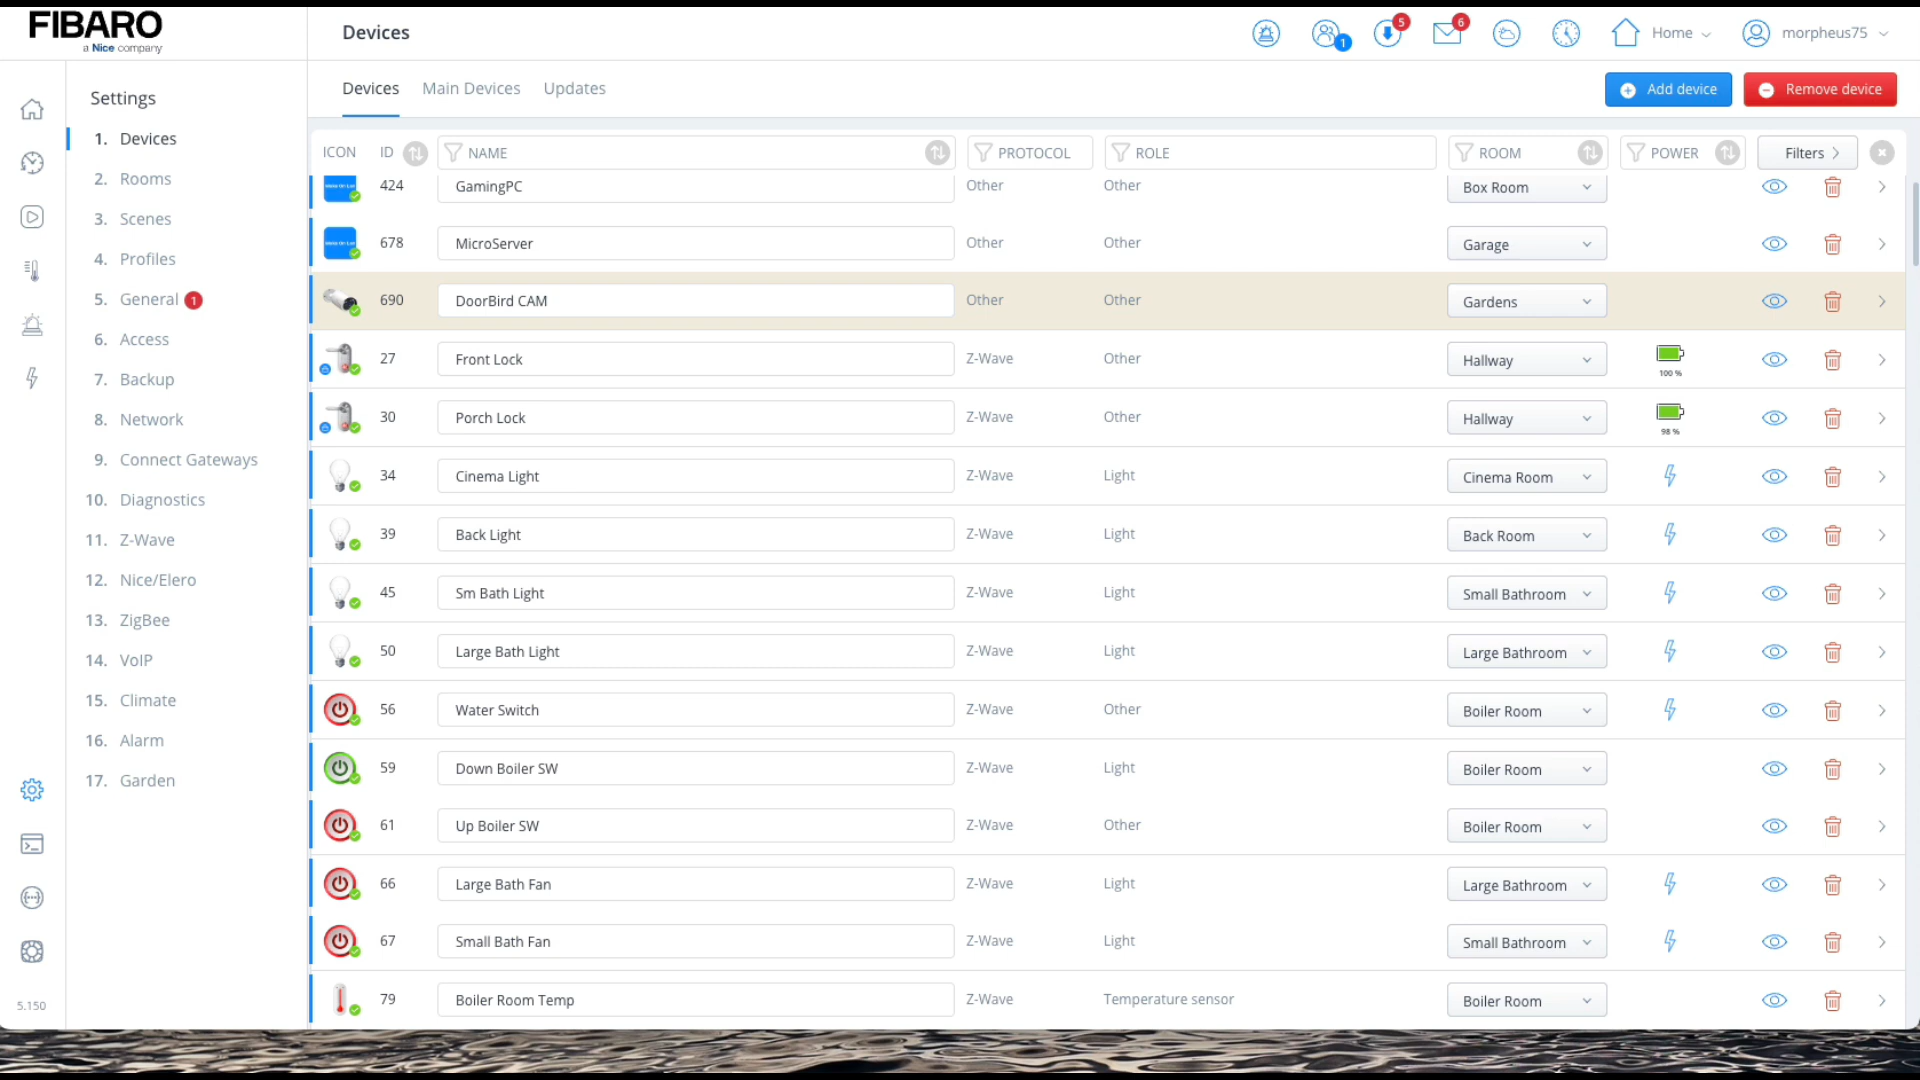 FIBARO
a Nice company
Devices
1
5
6
Home
morpheus75
Settings
1. Devices
2. Rooms
3. Scenes
4. Profiles
5. General 1
6. Access
7. Backup
8. Network
9. Connect Gateways
10. Diagnostics
11. Z-Wave
12. Nice/Elero
13. ZigBee
14. VoIP
15. Climate
16. Alarm
17. Garden
5.150
Devices Main Devices Updates
Add device Remove device
ICON ID NAME PROTOCOL ROLE ROOM POWER Filters
424 GamingPC Other Other Box Room
678 MicroServer Other Other Garage
690 DoorBird CAM Other Other Gardens
27 Front Lock Z-Wave Other Hallway 100 %
30 Porch Lock Z-Wave Other Hallway 98 %
34 Cinema Light Z-Wave Light Cinema Room
39 Back Light Z-Wave Light Back Room
45 Sm Bath Light Z-Wave Light Small Bathroom
50 Large Bath Light Z-Wave Light Large Bathroom
56 Water Switch Z-Wave Other Boiler Room
59 Down Boiler SW Z-Wave Light Boiler Room
61 Up Boiler SW Z-Wave Other Boiler Room
66 Large Bath Fan Z-Wave Light Large Bathroom
67 Small Bath Fan Z-Wave Light Small Bathroom
79 Boiler Room Temp Z-Wave Temperature sensor Boiler Room